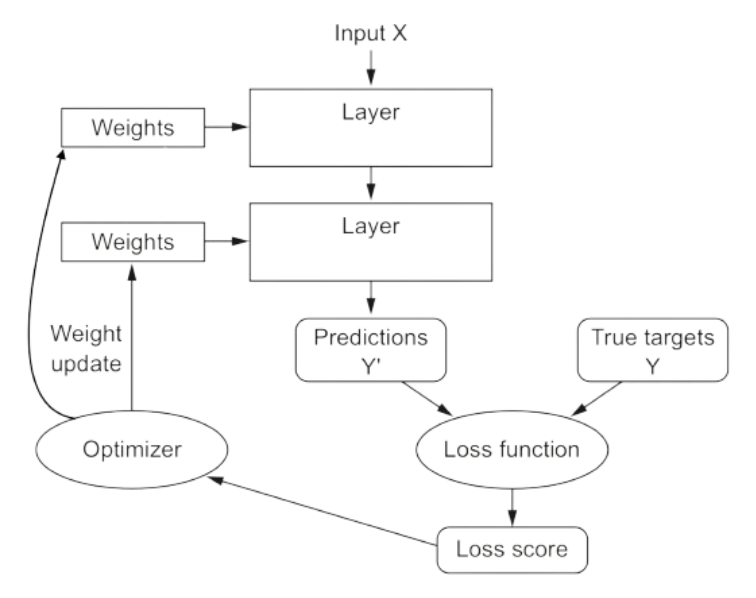 Input X
Layer
Weights
Layer
Weights
Weight
update
Predictions
Y'
True targets
Y
Optimizer
Loss function
Loss score